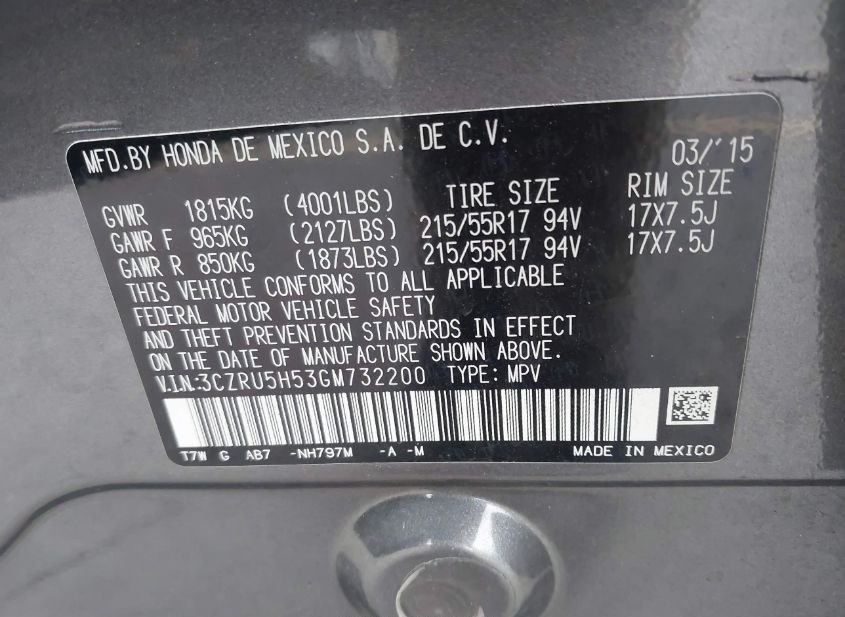 MFD.BY HONDA DE MEXICO S.A. DE C.V. 03/'15
TIRE SIZE RIM SIZE
GVWR 1815KG (4001LBS)
GAWR F 965KG (2127LBS) 215/55R17 94V 17X7.5J
GAWR R 850KG (1873LBS) 215/55R17 94V 17X7.5J
THIS VEHICLE CONFORMS TO ALL APPLICABLE
FEDERAL MOTOR VEHICLE SAFETY
AND THEFT PREVENTION STANDARDS IN EFFECT
ON THE DATE OF MANUFACTURE SHOWN ABOVE.
V.I.N.:3CZRU5H53GM732200 TYPE: MPV
T7W G AB7 -NH797M -A -M MADE IN MEXICO